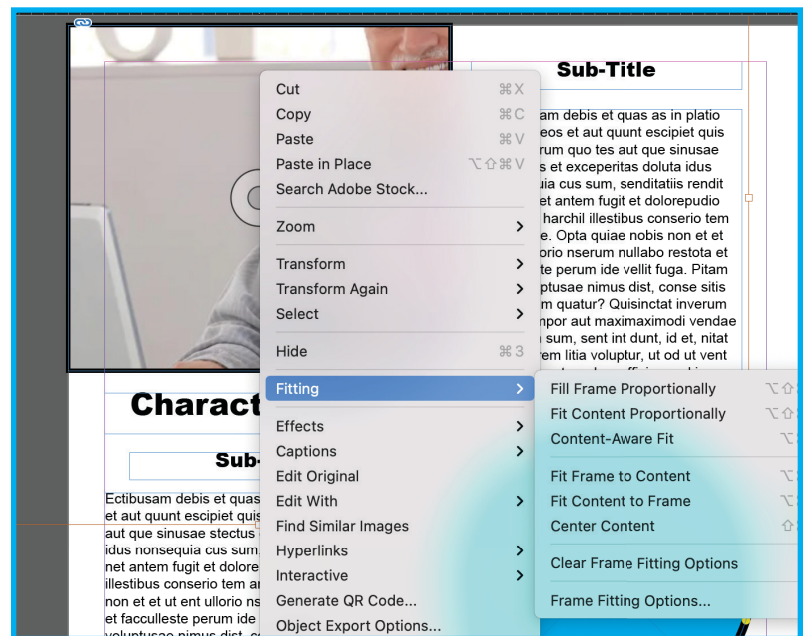 Sub-Title
am debis et quas as in platio
eos et aut quunt escipiet quis
rum quo tes aut que sinusae
s et exceperitas doluta idus
uia cus sum, senditatiis rendit
et antem fugit et dolorepudio
harchil illestibus conserio tem
e. Opta quiae nobis non et et
orio nserum nullabo restota et
te perum ide vellit fuga. Pitam
ptusae nimus dist, conse sitis
m quatur? Quisinctat inverum
por aut maximaximodi vendae
sum, sent int dunt, id et, nitat
em litia voluptur, ut od ut vent
Cut ⌘X
Copy ⌘C
Paste ⌘V
Paste in Place ⌥⇧⌘V
Search Adobe Stock...
Zoom
Transform
Transform Again
Select
Hide ⌘3
Fitting
Effects
Captions
Edit Original
Edit With
Find Similar Images
Hyperlinks
Interactive
Generate QR Code...
Object Export Options...
Fill Frame Proportionally ⌥⇧
Fit Content Proportionally ⌥⇧
Content-Aware Fit ⌥
Fit Frame to Content ⌥
Fit Content to Frame ⌥
Center Content ⇧
Clear Frame Fitting Options
Frame Fitting Options...
Charact
Sub-
Ectibusam debis et quas
et aut quunt escipiet quis
aut que sinusae stectus
idus nonsequia cus sum
net antem fugit et dolore
illestibus conserio tem
non et et ut ent ullorio ns
et facculleste perum ide
voluptusae nimus dist,